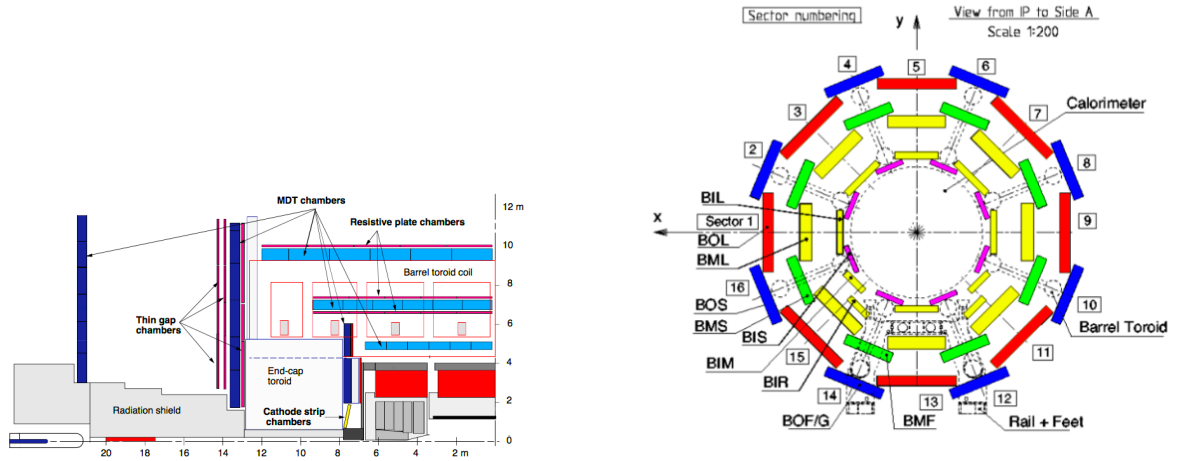 MDT chambers
Resistive plate chambers
12 m
10
Barrel toroid coil
8
Thin gap
chambers
6
4
End-cap
toroid
Radiation shield
Cathode strip
chambers
2
0
20
18
16
14
12
10
8
6
4
2 m
Sector numbering
y
View from IP to Side A
Scale 1:200
4
5
6
3
7
Calorimeter
2
8
BIL
x
Sector 1
9
BOL
BML
16
10
BOS
BMS
Barrel Toroid
BIS
BIM
15
11
BIR
14
13
12
BOF/G
BMF
Rail + Feet